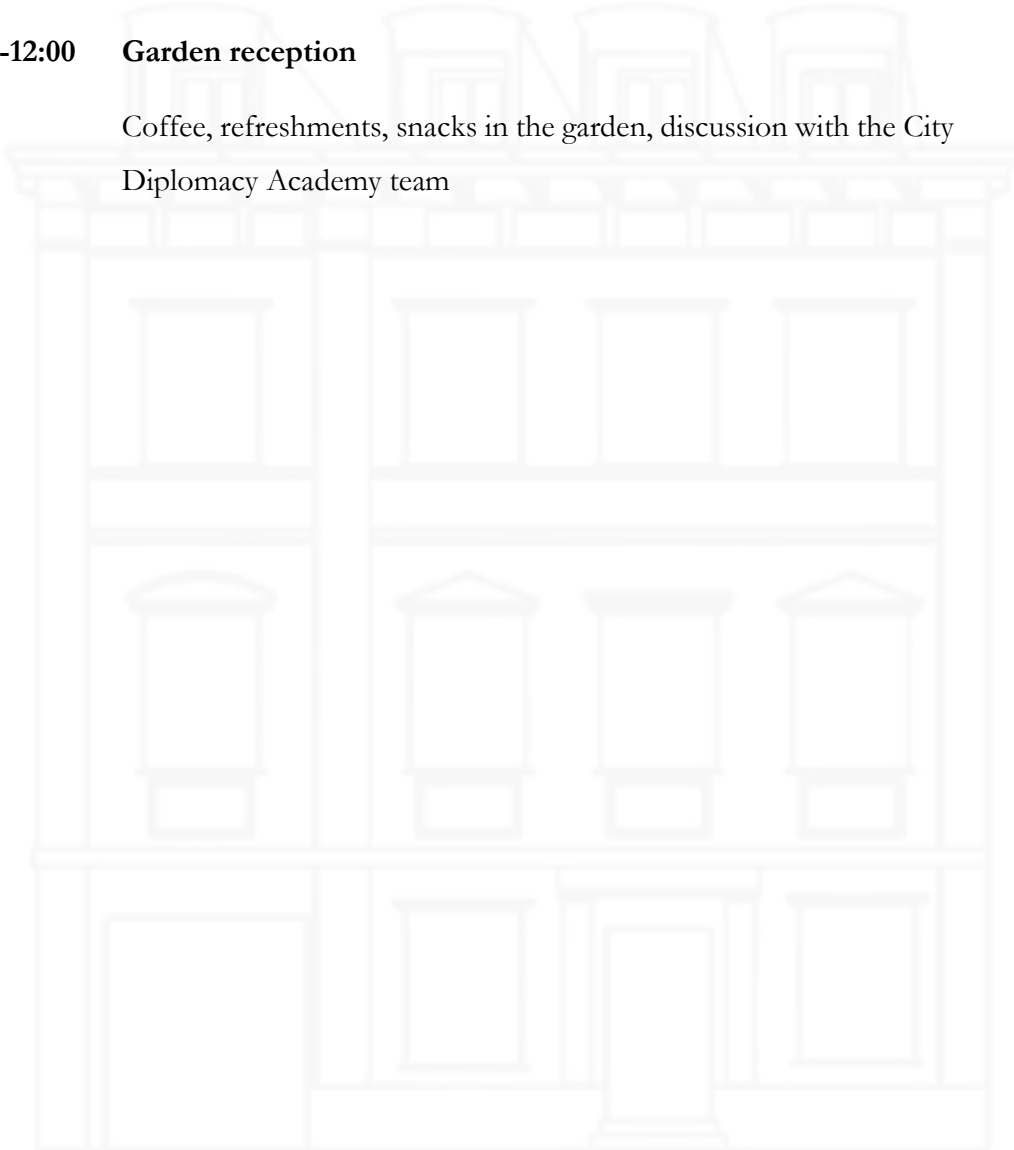 -12:00 Garden reception
Coffee, refreshments, snacks in the garden, discussion with the City
Diplomacy Academy team